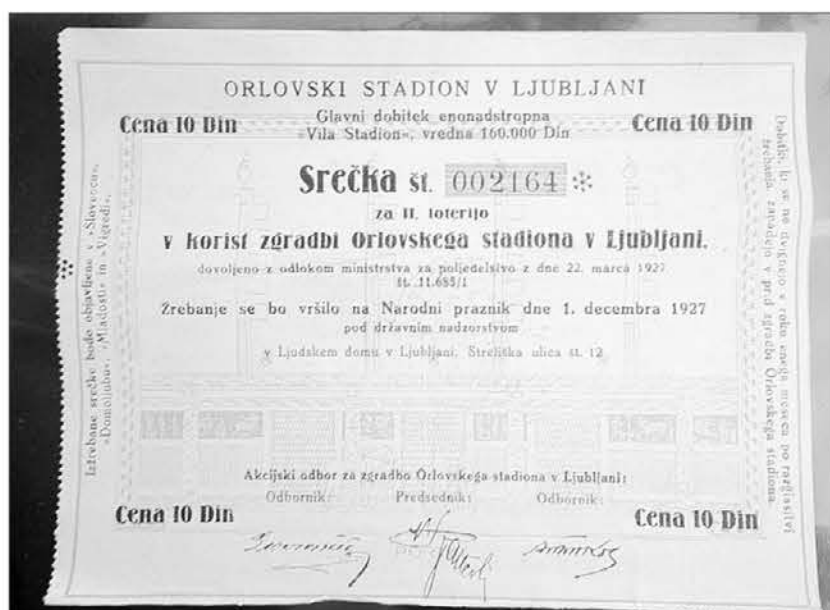 ORLOVSKI STADION V LJUBLJANI
Cena 10 Din
Glavni dobitek enonadstropna
»Vila Stadion«, vredna 160.000 Din
Cena 10 Din
Srečka št. 002164
za II. loterijo
v korist zgradbi Orlovskega stadiona v Ljubljani.
dovoljeno z odlokom ministrstva za poljedelstvo z dne 22. marca 1927
št. 11.685/I
Žrebanje se bo vršilo na Narodni praznik dne 1. decembra 1927
pod državnim nadzorstvom
v Ljudskem domu v Ljubljani, Streliška ulica št. 12
Akcijski odbor za zgradbo Orlovskega stadiona v Ljubljani:
Odbornik:
Predsednik:
Odbornik:
Cena 10 Din
Cena 10 Din
Izžrebane srečke bodo objavljene v »Slovencu«,
»Domoljubu«, »Mladosti« in »Vigredi«.
Dobitki, ki se ne dvignejo v roku enega meseca po razglasitvi
žrebanja, zapadejo v prid zgradbe Orlovskega stadiona